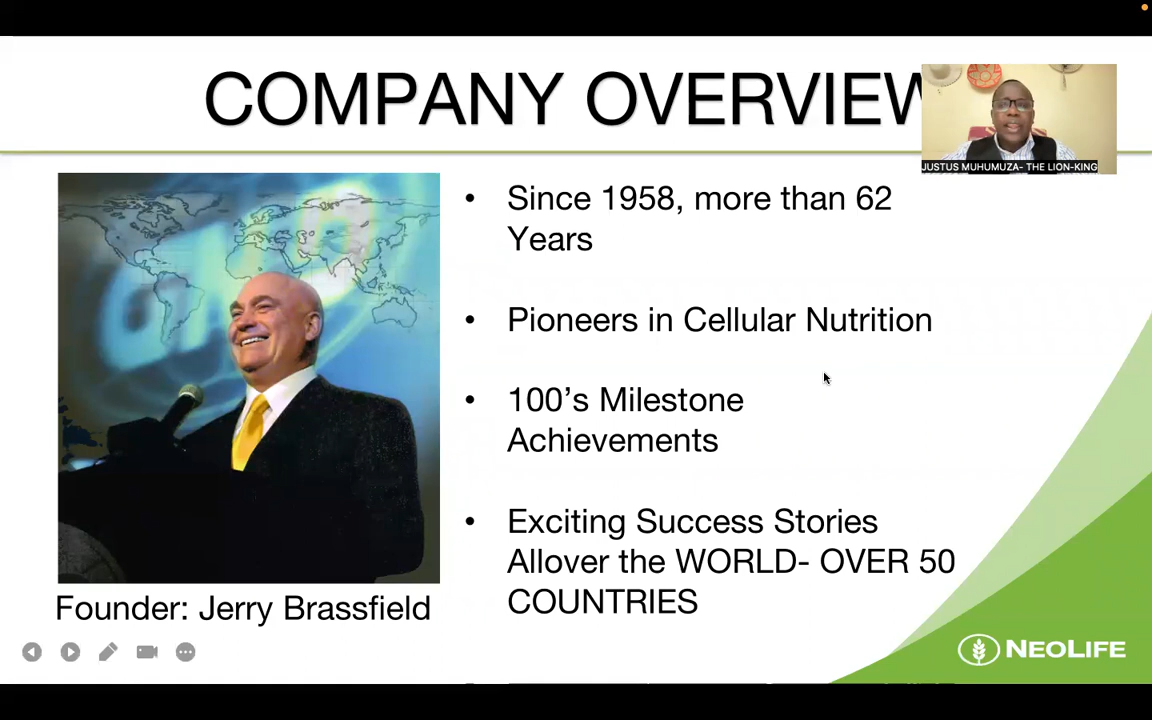 COMPANY OVERVIEW
JUSTUS MUHUMUZA- THE LION-KING
• Since 1958, more than 62
Years
• Pioneers in Cellular Nutrition
• 100’s Milestone
Achievements
• Exciting Success Stories
Allover the WORLD- OVER 50
COUNTRIES
Founder: Jerry Brassfield
NEOLIFE